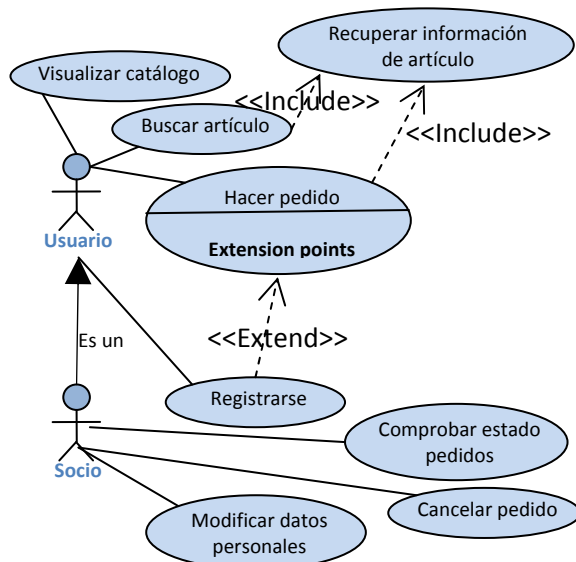 Recuperar información
de artículo
Visualizar catálogo
<<Include>>
Buscar artículo
<<Include>>
Hacer pedido
Usuario
Extension points
Es un
<<Extend>>
Registrarse
Comprobar estado
pedidos
Socio
Cancelar pedido
Modificar datos
personales